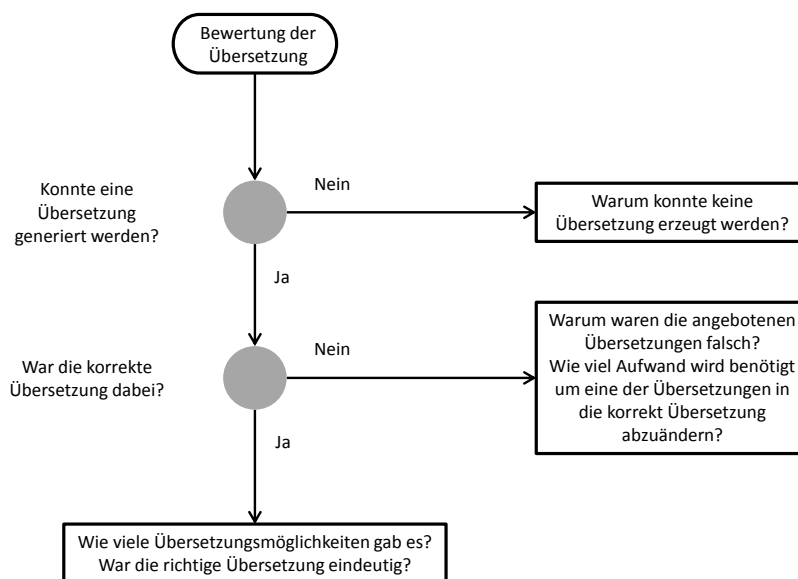 Bewertung der
Übersetzung
Konnte eine
Übersetzung
generiert werden?
Nein
Warum konnte keine
Übersetzung erzeugt werden?
Ja
War die korrekte
Übersetzung dabei?
Nein
Warum waren die angebotenen
Übersetzungen falsch?
Wie viel Aufwand wird benötigt
um eine der Übersetzungen in
die korrekt Übersetzung
abzuändern?
Ja
Wie viele Übersetzungsmöglichkeiten gab es?
War die richtige Übersetzung eindeutig?